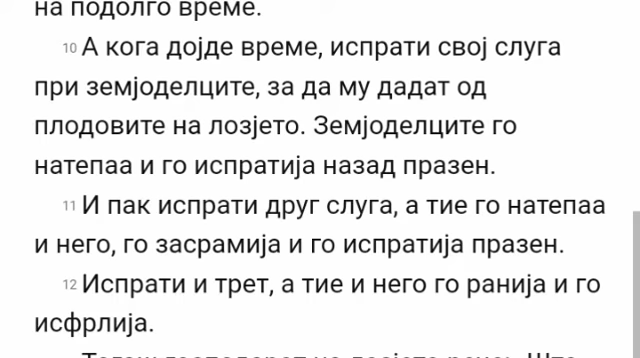 на подолго време.
10 А кога дојде време, испрати свој слуга
при земјоделците, за да му дадат од
плодовите на лозјето. Земјоделците го
натепаа и го испратија назад празен.
11 И пак испрати друг слуга, а тие го натепаа
и него, го засрамија и го испратија празен.
12 Испрати и трет, а тие и него го ранија и го
исфрлија.